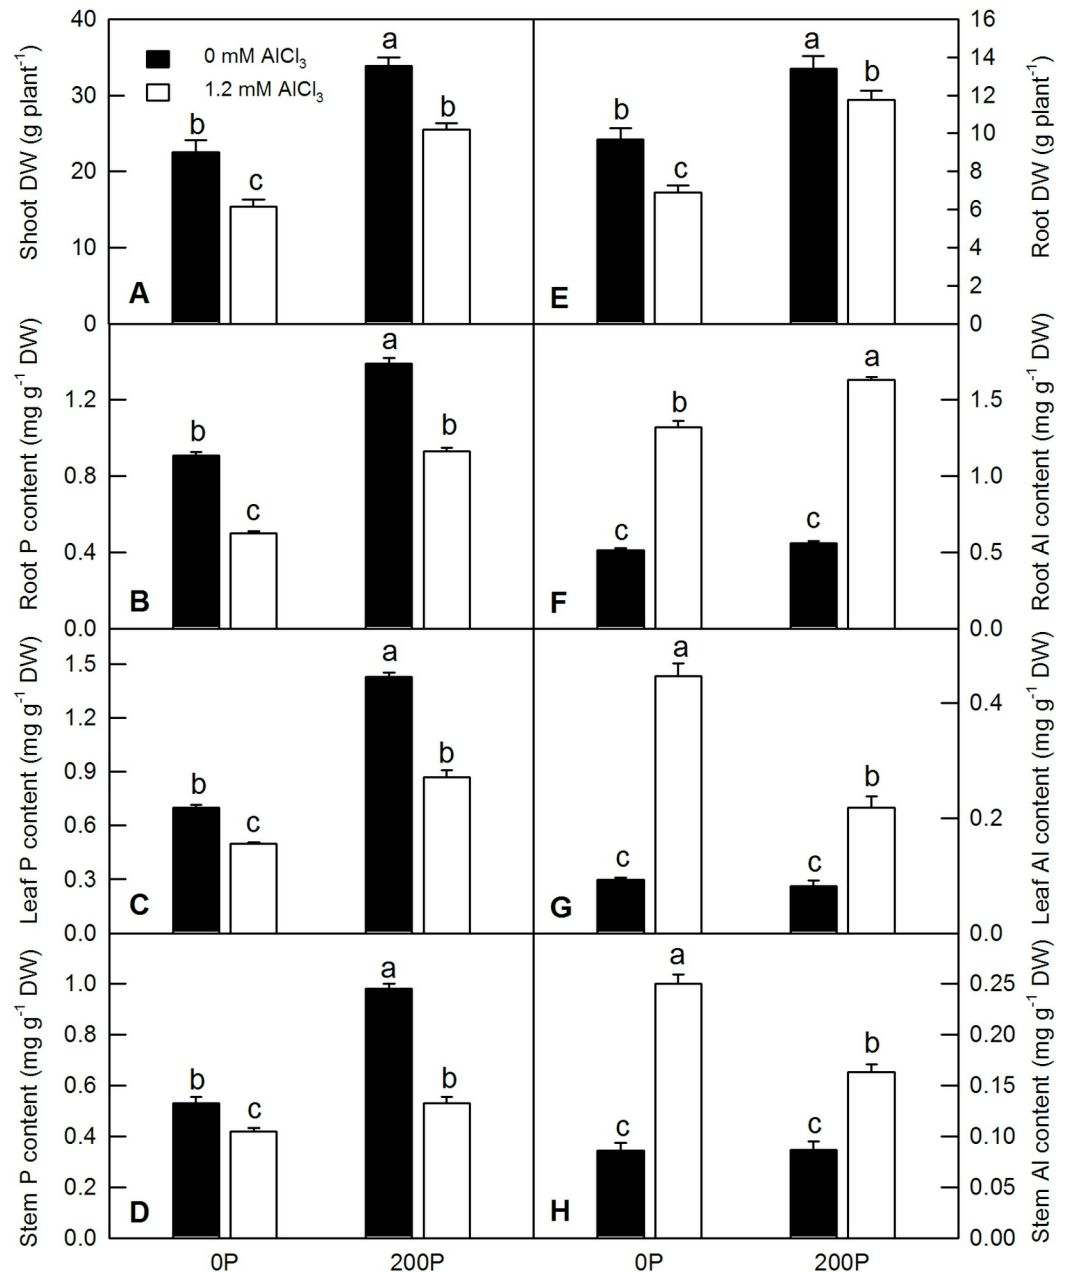 0 mM AlCl3
1.2 mM AlCl3
Shoot DW (g plant-1)
40
30
20
10
0
b
c
a
b
A
Root DW (g plant-1)
16
14
12
10
8
6
4
2
0
b
c
a
b
E
Root P content (mg g-1 DW)
1.2
0.8
0.4
0.0
b
c
a
b
B
Root Al content (mg g-1 DW)
1.5
1.0
0.5
0.0
c
b
c
a
F
Leaf P content (mg g-1 DW)
1.5
1.2
0.9
0.6
0.3
0.0
b
c
a
b
C
Leaf Al content (mg g-1 DW)
0.4
0.2
0.0
c
a
c
b
G
Stem P content (mg g-1 DW)
1.0
0.8
0.6
0.4
0.2
0.0
b
c
a
b
D
Stem Al content (mg g-1 DW)
0.25
0.20
0.15
0.10
0.05
0.00
c
a
c
b
H
0P 200P 0P 200P